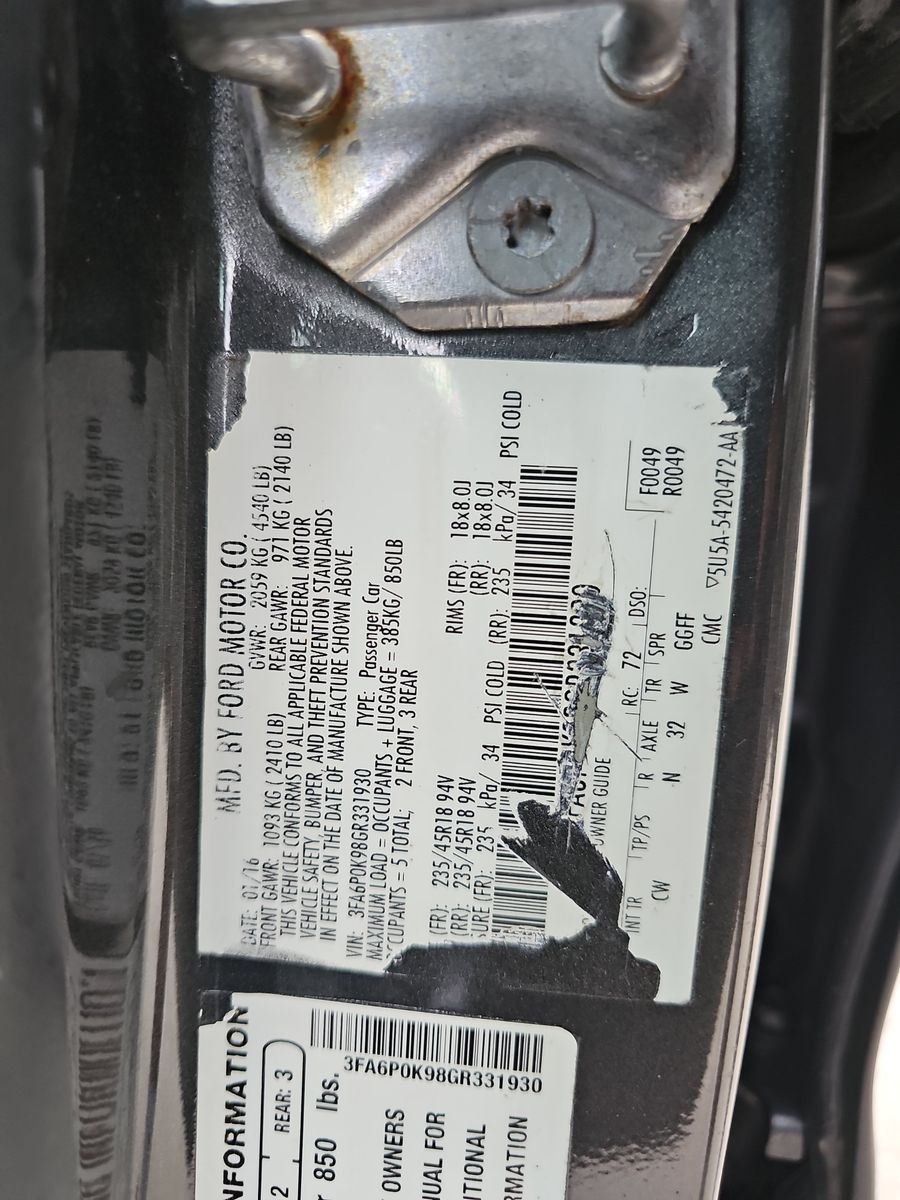 MFD. BY FORD MOTOR CO.
DATE: 01/16 GVWR: 2059 KG ( 4540 LB)
FRONT GAWR: 1093 KG ( 2410 LB) REAR GAWR: 971 KG ( 2140 LB)
THIS VEHICLE CONFORMS TO ALL APPLICABLE FEDERAL MOTOR
VEHICLE SAFETY, BUMPER, AND THEFT PREVENTION STANDARDS
IN EFFECT ON THE DATE OF MANUFACTURE SHOWN ABOVE.
VIN: 3FA6P0K98GR331930 TYPE: Passenger Car
MAXIMUM LOAD = OCCUPANTS + LUGGAGE = 385KG/ 850LB
CCUPANTS = 5 TOTAL; 2 FRONT, 3 REAR
(FR): 235/45R18 94V RIMS (FR): 18x8.0J
(RR): 235/45R18 94V (RR): 18x8.0J
SURE (FR): 235 kPa/ 34 PSI COLD (RR): 235 kPa/ 34 PSI COLD
OWNER GUIDE
F0049
R0049
RC: 72 DSO:
INT TR TP/PS R AXLE TR SPR
CW N 32 W GGFF
CMC ▽5U5A-5420472-AA
NFORMATION
2 REAR: 3
850 lbs.
3FA6P0K98GR331930
OWNERS
UAL FOR
ITIONAL
RMATION